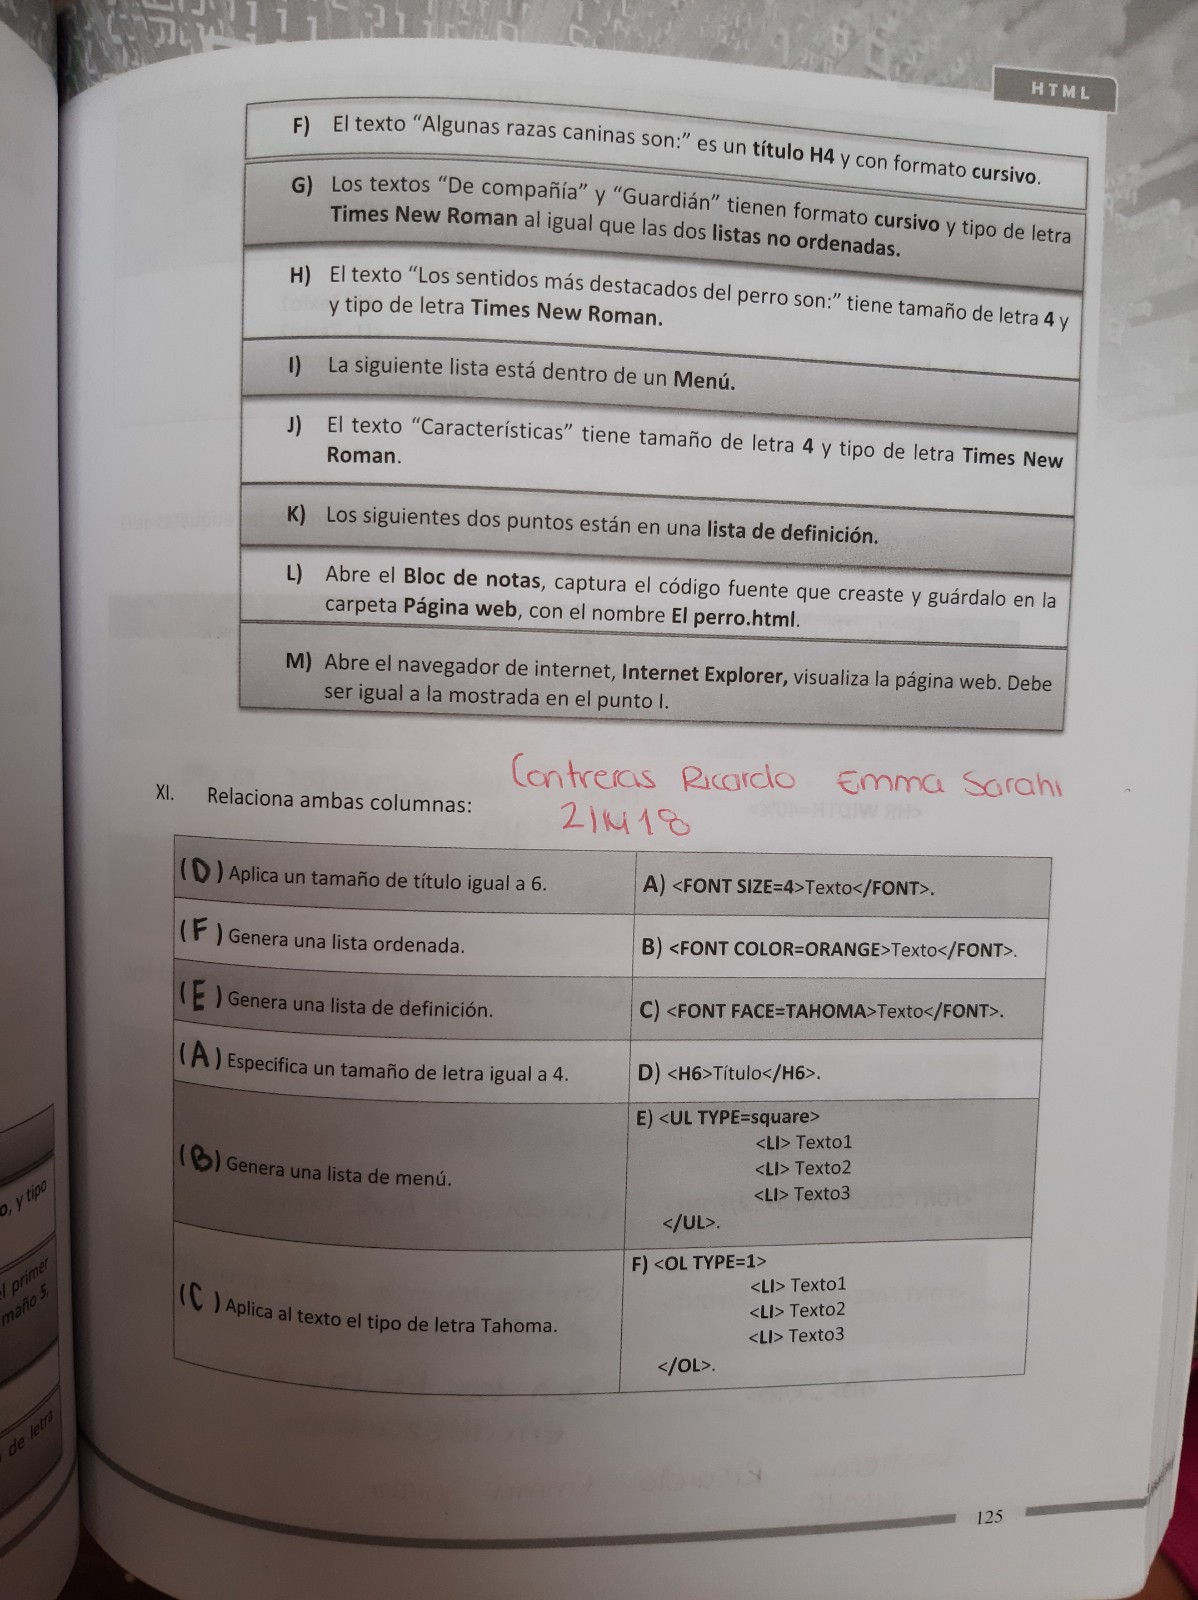 HTML
F) El texto “Algunas razas caninas son:” es un título H4 y con formato cursivo.
G) Los textos “De compañía” y “Guardián” tienen formato cursivo y tipo de letra
Times New Roman al igual que las dos listas no ordenadas.
H) El texto “Los sentidos más destacados del perro son:” tiene tamaño de letra 4 y
y tipo de letra Times New Roman.
I) La siguiente lista está dentro de un Menú.
J) El texto “Características” tiene tamaño de letra 4 y tipo de letra Times New
Roman.
K) Los siguientes dos puntos están en una lista de definición.
L) Abre el Bloc de notas, captura el código fuente que creaste y guárdalo en la
carpeta Página web, con el nombre El perro.html.
M) Abre el navegador de internet, Internet Explorer, visualiza la página web. Debe
ser igual a la mostrada en el punto I.
Contreras Ricardo Emma Sarahi
21M18
XI. Relaciona ambas columnas:
(D) Aplica un tamaño de título igual a 6.
A) <FONT SIZE=4>Texto</FONT>.
(F) Genera una lista ordenada.
B) <FONT COLOR=ORANGE>Texto</FONT>.
(E) Genera una lista de definición.
C) <FONT FACE=TAHOMA>Texto</FONT>.
(A) Especifica un tamaño de letra igual a 4.
D) <H6>Título</H6>.
(B) Genera una lista de menú.
E) <UL TYPE=square>
<LI> Texto1
<LI> Texto2
<LI> Texto3
</UL>.
(C) Aplica al texto el tipo de letra Tahoma.
F) <OL TYPE=1>
<LI> Texto1
<LI> Texto2
<LI> Texto3
</OL>.
o, y tipo
el primer
maño 5.
de letra
125